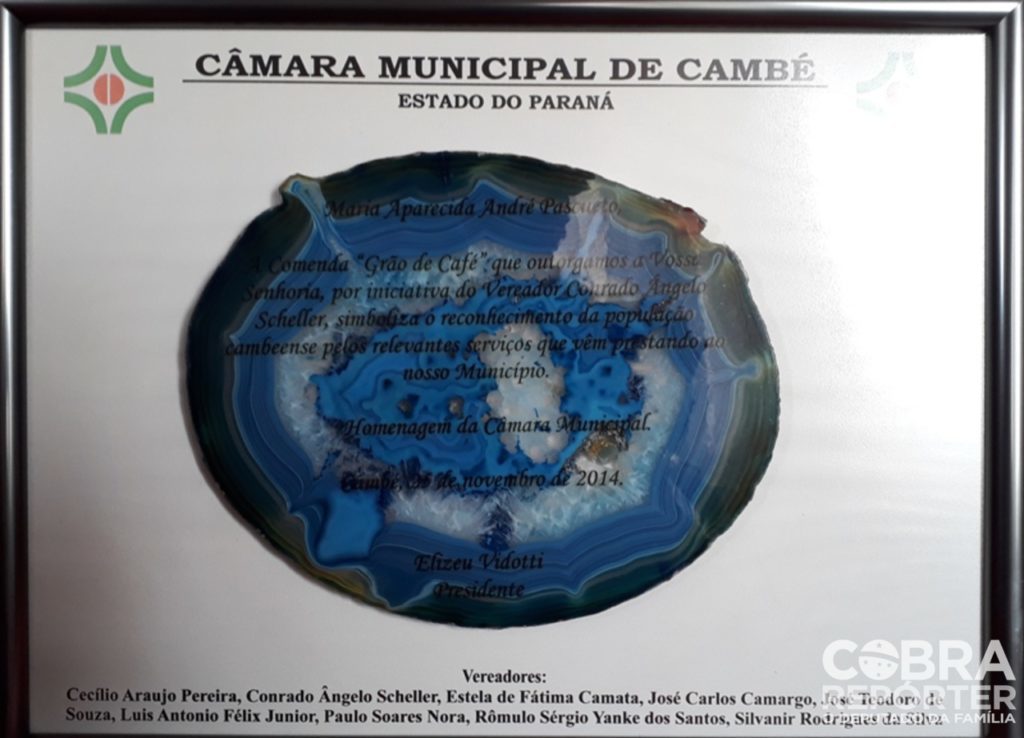 CÂMARA MUNICIPAL DE CAMBÉ
ESTADO DO PARANÁ
Maria Aparecida André Pascueto,
A Comenda “Grão de Café” que outorgamos a Vossa
Senhoria, por iniciativa do Vereador Conrado Ângelo
Scheller, simboliza o reconhecimento da população
cambeense pelos relevantes serviços que vêm prestando ao
nosso Município.
Homenagem da Câmara Municipal.
Cambé, 25 de novembro de 2014.
Elizeu Vidotti
Presidente
Vereadores:
Cecílio Araujo Pereira, Conrado Ângelo Scheller, Estela de Fátima Camata, José Carlos Camargo, José Teodoro de
Souza, Luis Antonio Félix Junior, Paulo Soares Nora, Rômulo Sérgio Yanke dos Santos, Silvanir Rodrigues da Silva
COBRA
REPÓRTER
O DEPUTADO DA FAMÍLIA